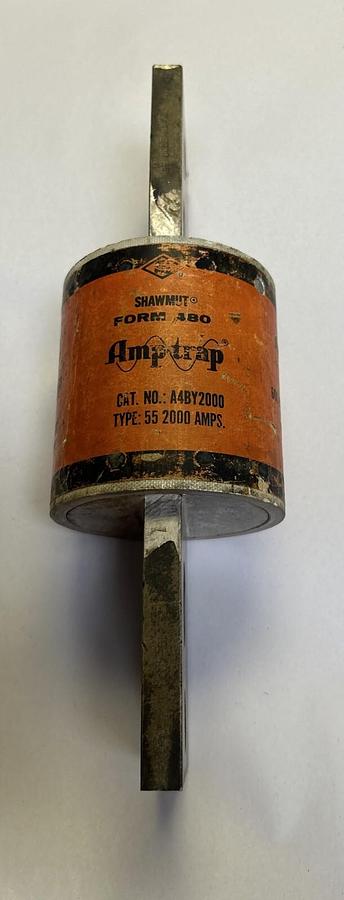 SHAWMUT®
FORM 480
Amp-trap®
CAT. NO.: A4BY2000
TYPE: 55 2000 AMPS.